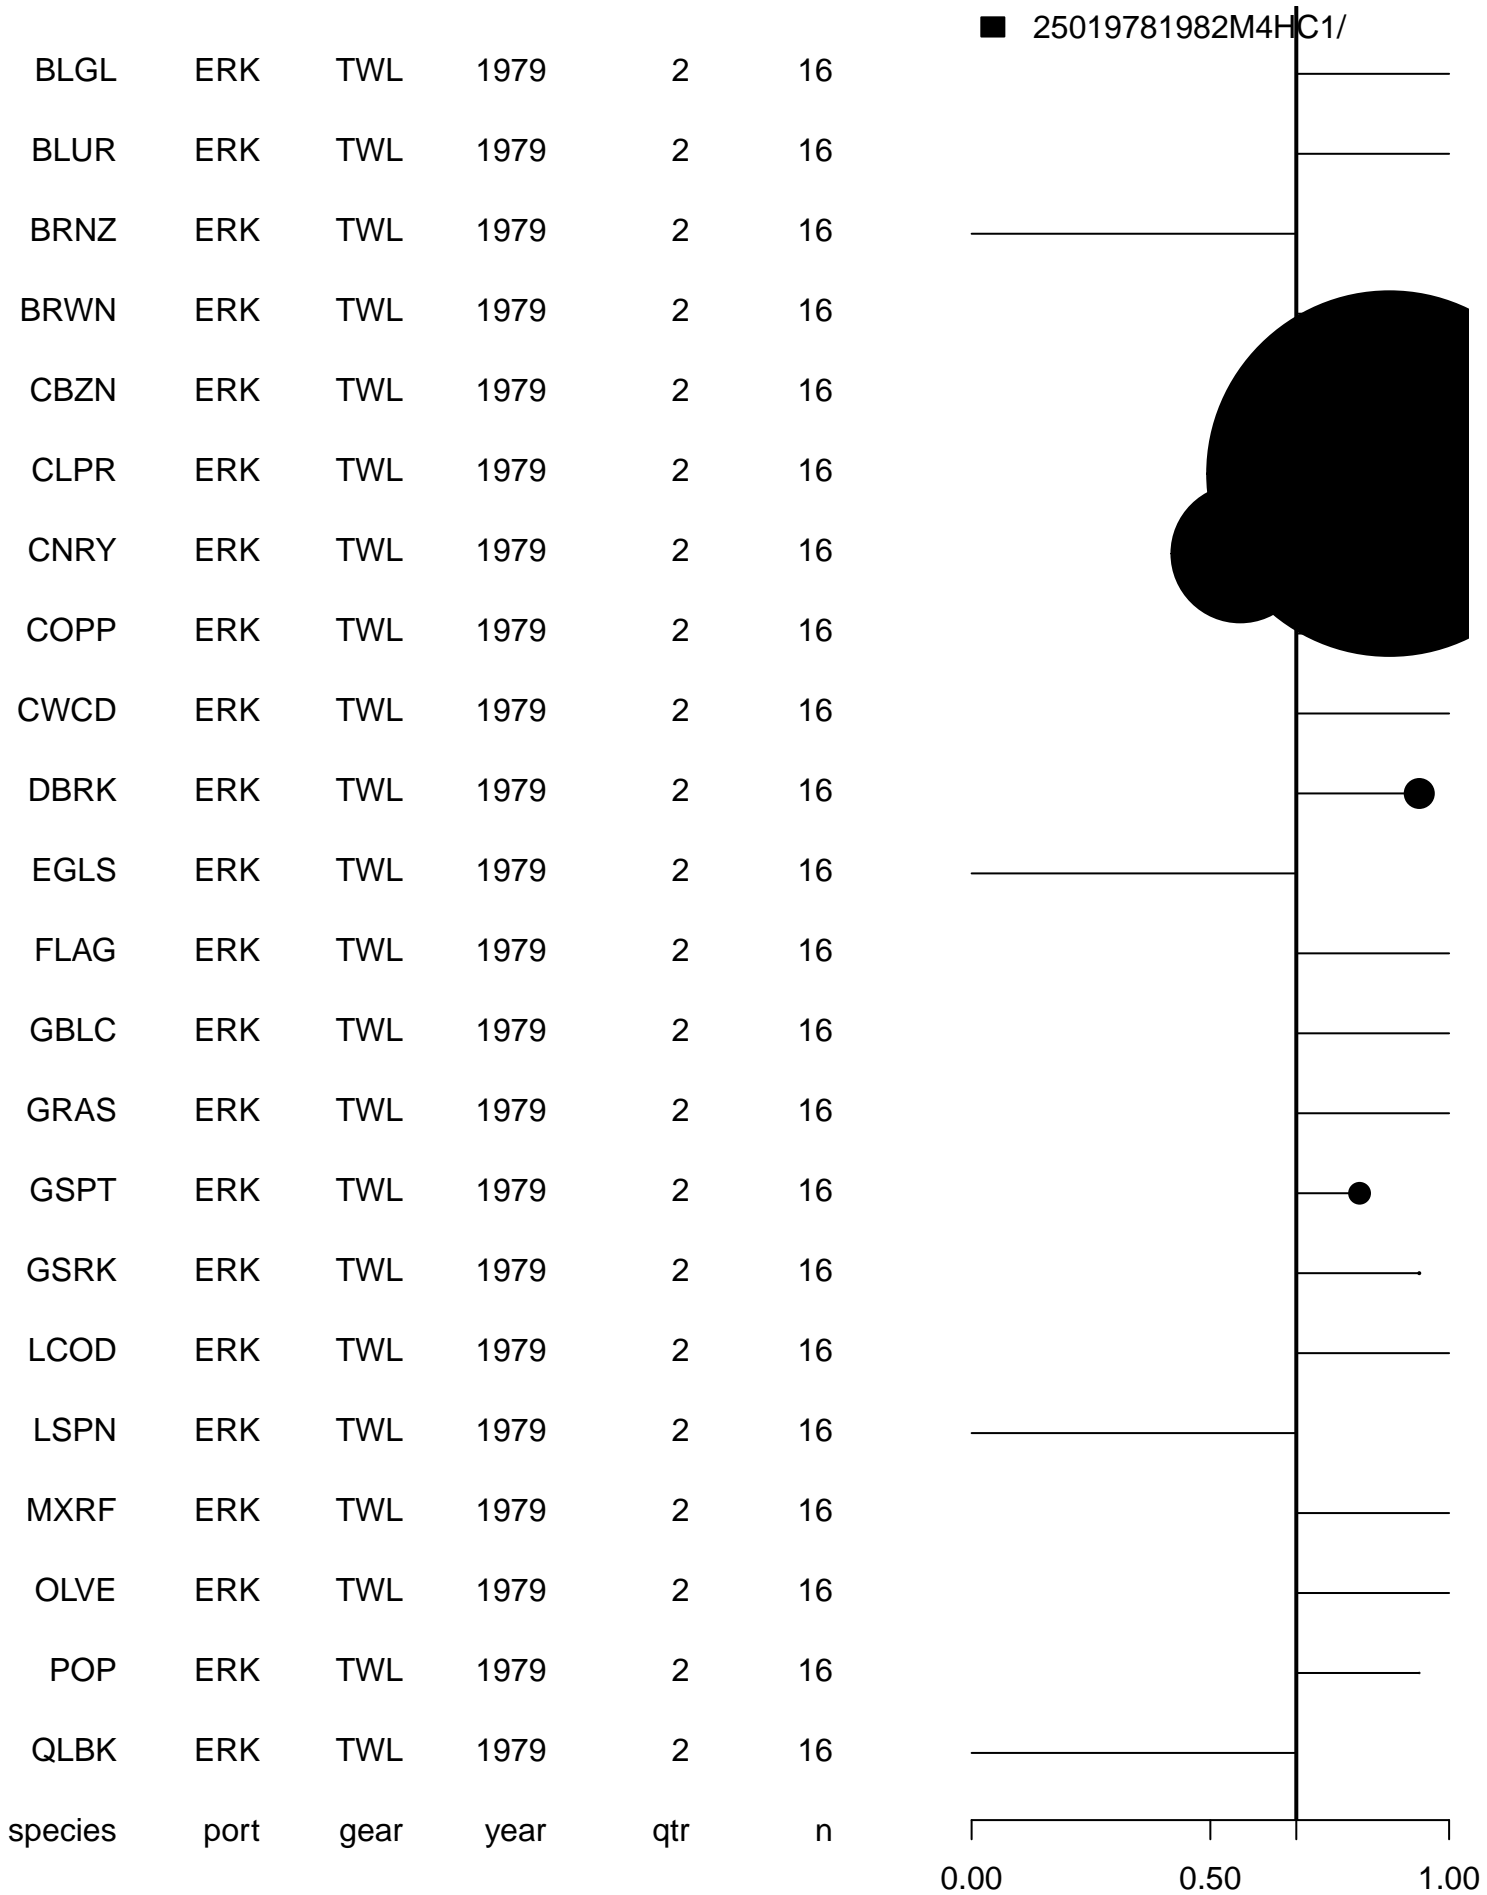 25019781982M4HC1/
BLGL ERK TWL 1979 2 16
BLUR ERK TWL 1979 2 16
BRNZ ERK TWL 1979 2 16
BRWN ERK TWL 1979 2 16
CBZN ERK TWL 1979 2 16
CLPR ERK TWL 1979 2 16
CNRY ERK TWL 1979 2 16
COPP ERK TWL 1979 2 16
CWCD ERK TWL 1979 2 16
DBRK ERK TWL 1979 2 16
EGLS ERK TWL 1979 2 16
FLAG ERK TWL 1979 2 16
GBLC ERK TWL 1979 2 16
GRAS ERK TWL 1979 2 16
GSPT ERK TWL 1979 2 16
GSRK ERK TWL 1979 2 16
LCOD ERK TWL 1979 2 16
LSPN ERK TWL 1979 2 16
MXRF ERK TWL 1979 2 16
OLVE ERK TWL 1979 2 16
POP ERK TWL 1979 2 16
QLBK ERK TWL 1979 2 16
species port gear year qtr n
0.00 0.50 1.00